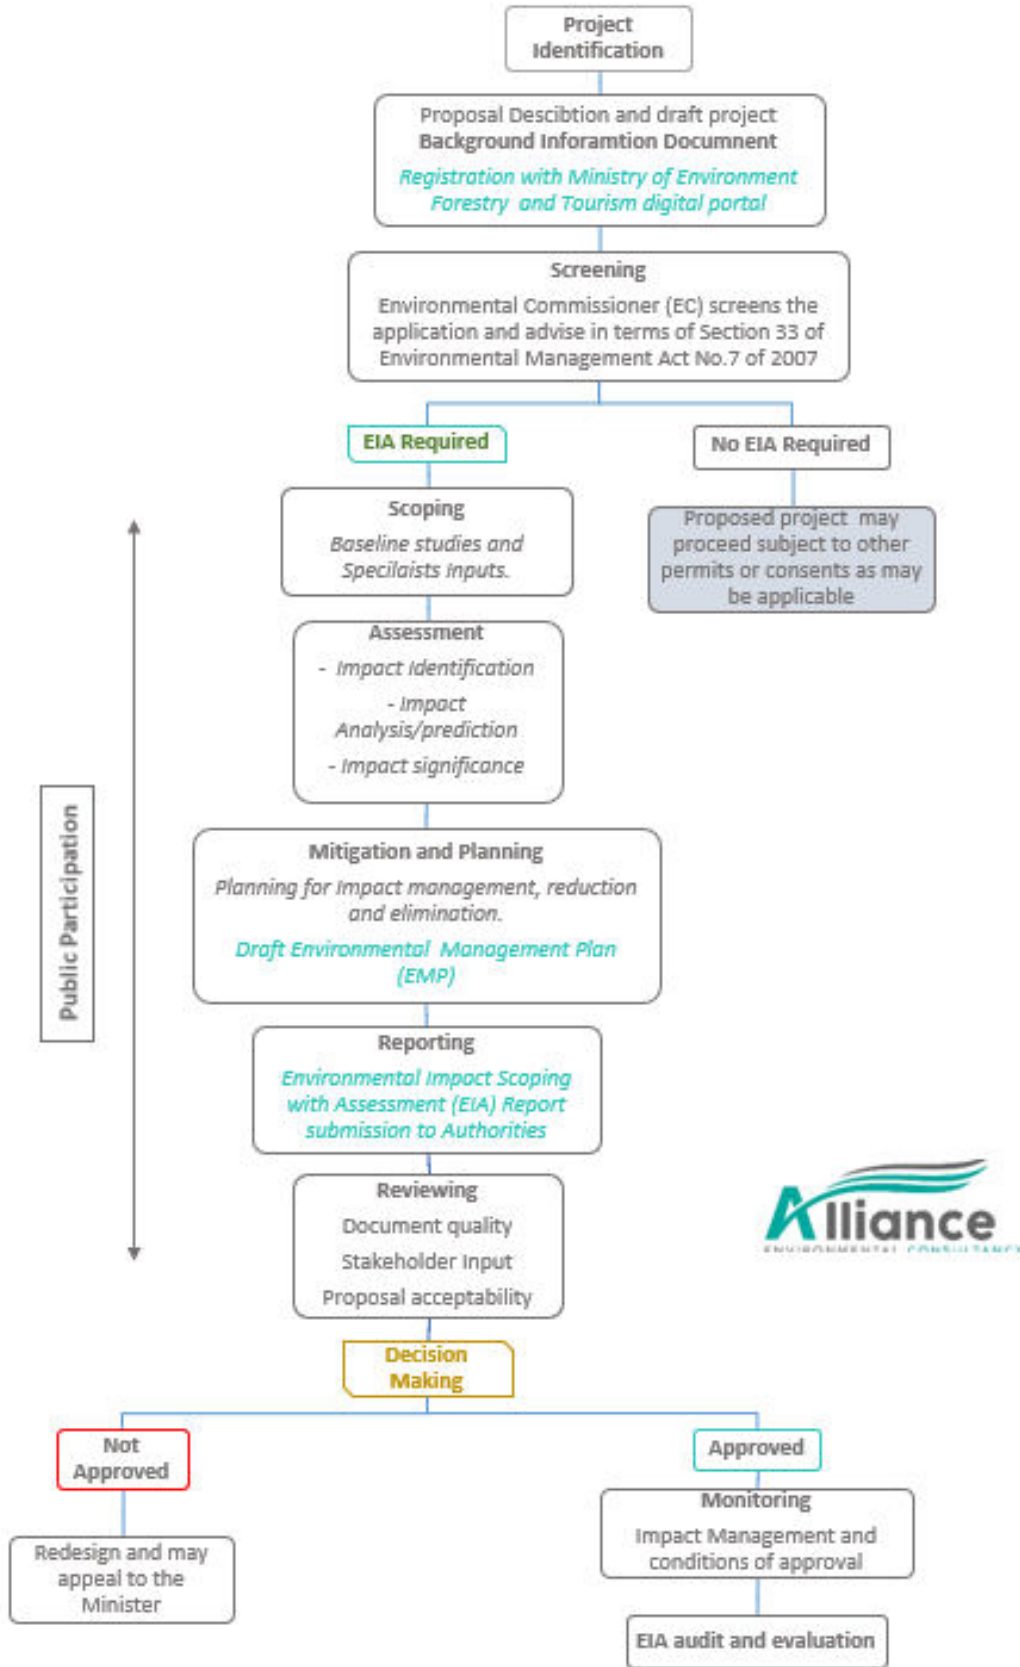 Project
Identification
Proposal Descibtion and draft project
Background Inforamtion Documnent
Registration with Ministry of Environment
Forestry and Tourism digital portal
Screening
Environmental Commissioner (EC) screens the
application and advise in terms of Section 33 of
Environmental Management Act No.7 of 2007
EIA Required
No EIA Required
Scoping
Baseline studies and
Specilaists Inputs.
Proposed project may
proceed subject to other
permits or consents as may
be applicable
Assessment
- Impact Identification
- Impact
Analysis/prediction
- Impact significance
Public Participation
Mitigation and Planning
Planning for Impact management, reduction
and elimination.
Draft Environmental Management Plan
(EMP)
Reporting
Environmental Impact Scoping
with Assessment (EIA) Report
submission to Authorities
Reviewing
Document quality
Stakeholder Input
Proposal acceptability
Alliance
ENVIRONMENTAL CONSULTANCY
Decision
Making
Not
Approved
Approved
Redesign and may
appeal to the
Minister
Monitoring
Impact Management and
conditions of approval
EIA audit and evaluation